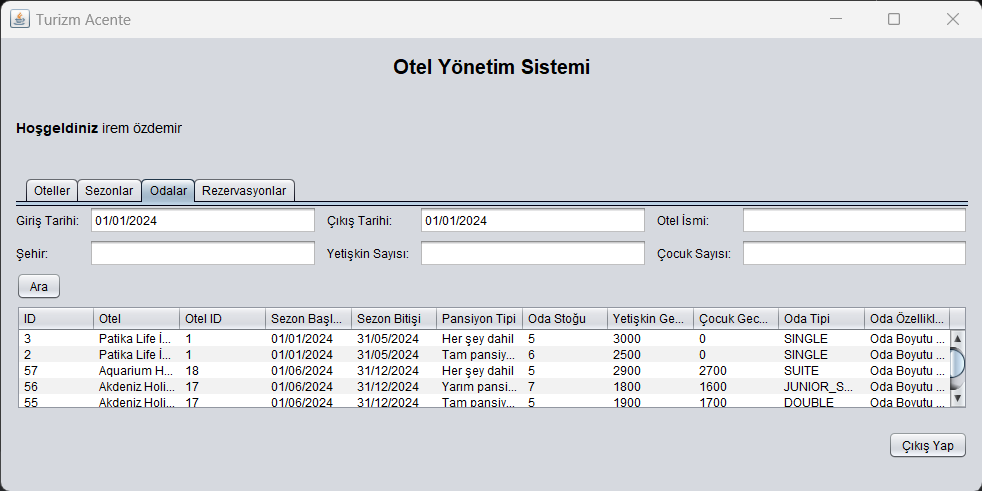 Turizm Acente
Otel Yönetim Sistemi
Hoşgeldiniz irem özdemir
Oteller Sezonlar Odalar Rezervasyonlar
Giriş Tarihi: 01/01/2024 Çıkış Tarihi: 01/01/2024 Otel İsmi:
Şehir: Yetişkin Sayısı: Çocuk Sayısı:
Ara
ID Otel Otel ID Sezon Başl... Sezon Bitişi Pansiyon Tipi Oda Stoğu Yetişkin Ge... Çocuk Gec... Oda Tipi Oda Özellikl...
3 Patika Life İ... 1 01/01/2024 31/05/2024 Her şey dahil 5 3000 0 SINGLE Oda Boyutu ...
2 Patika Life İ... 1 01/01/2024 31/05/2024 Tam pansiy... 6 2500 0 SINGLE Oda Boyutu ...
57 Aquarium H... 18 01/06/2024 31/12/2024 Her şey dahil 5 2900 2700 SUITE Oda Boyutu ...
56 Akdeniz Holi... 17 01/06/2024 31/12/2024 Yarım pansi... 7 1800 1600 JUNIOR_S... Oda Boyutu ...
55 Akdeniz Holi... 17 01/06/2024 31/12/2024 Tam pansiy... 5 1900 1700 DOUBLE Oda Boyutu ...
Çıkış Yap